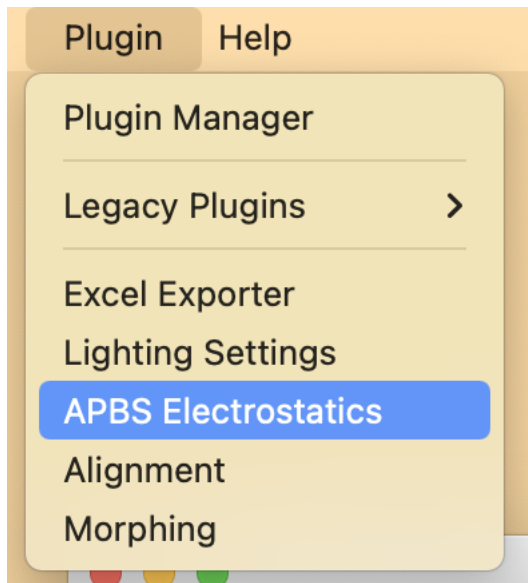 Plugin Help
Plugin Manager
Legacy Plugins
Excel Exporter
Lighting Settings
APBS Electrostatics
Alignment
Morphing